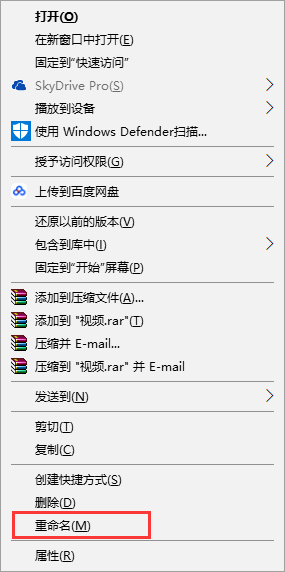 打开(O)
在新窗口中打开(E)
固定到"快速访问"
SkyDrive Pro(S)
播放到设备
使用 Windows Defender扫描...
授予访问权限(G)
上传到百度网盘
还原以前的版本(V)
包含到库中(I)
固定到"开始"屏幕(P)
添加到压缩文件(A)...
添加到 "视频.rar"(T)
压缩并 E-mail...
压缩到 "视频.rar" 并 E-mail
发送到(N)
剪切(T)
复制(C)
创建快捷方式(S)
删除(D)
重命名(M)
属性(R)